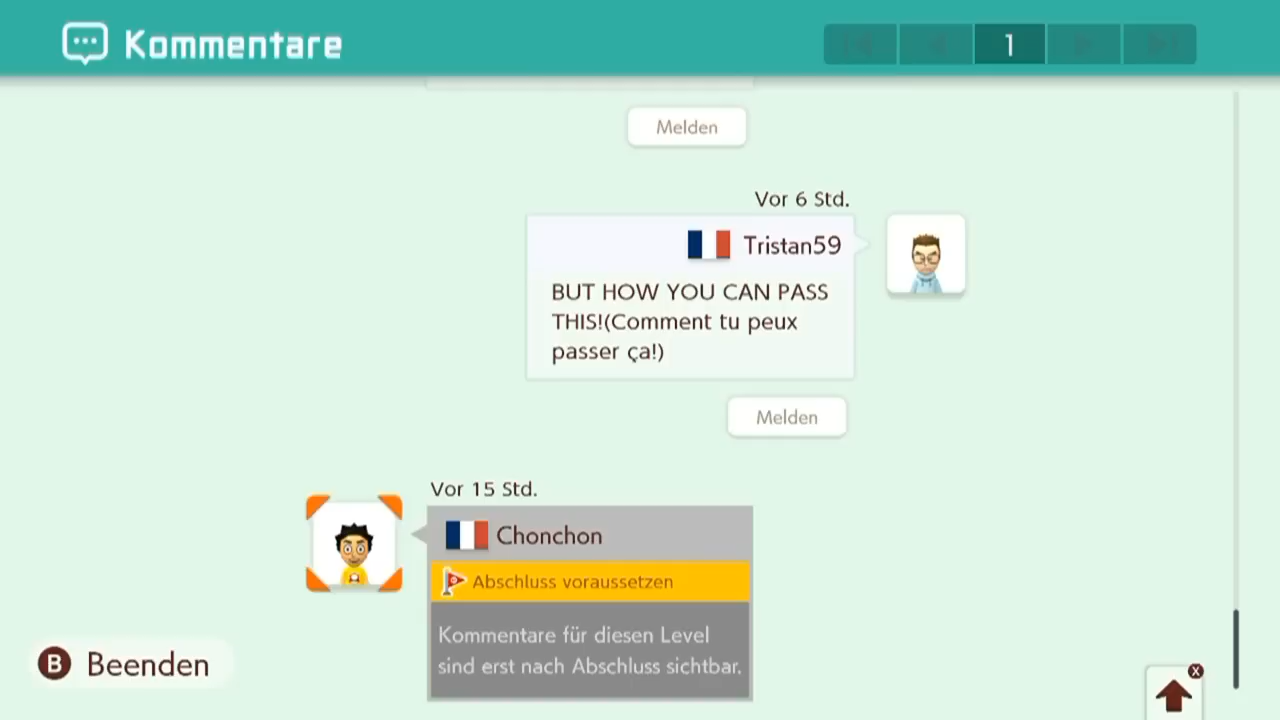 Kommentare
1
Melden
Vor 6 Std.
Tristan59
BUT HOW YOU CAN PASS
THIS!(Comment tu peux
passer ça!)
Melden
Vor 15 Std.
Chonchon
Abschluss voraussetzen
Kommentare für diesen Level
sind erst nach Abschluss sichtbar.
B Beenden
X